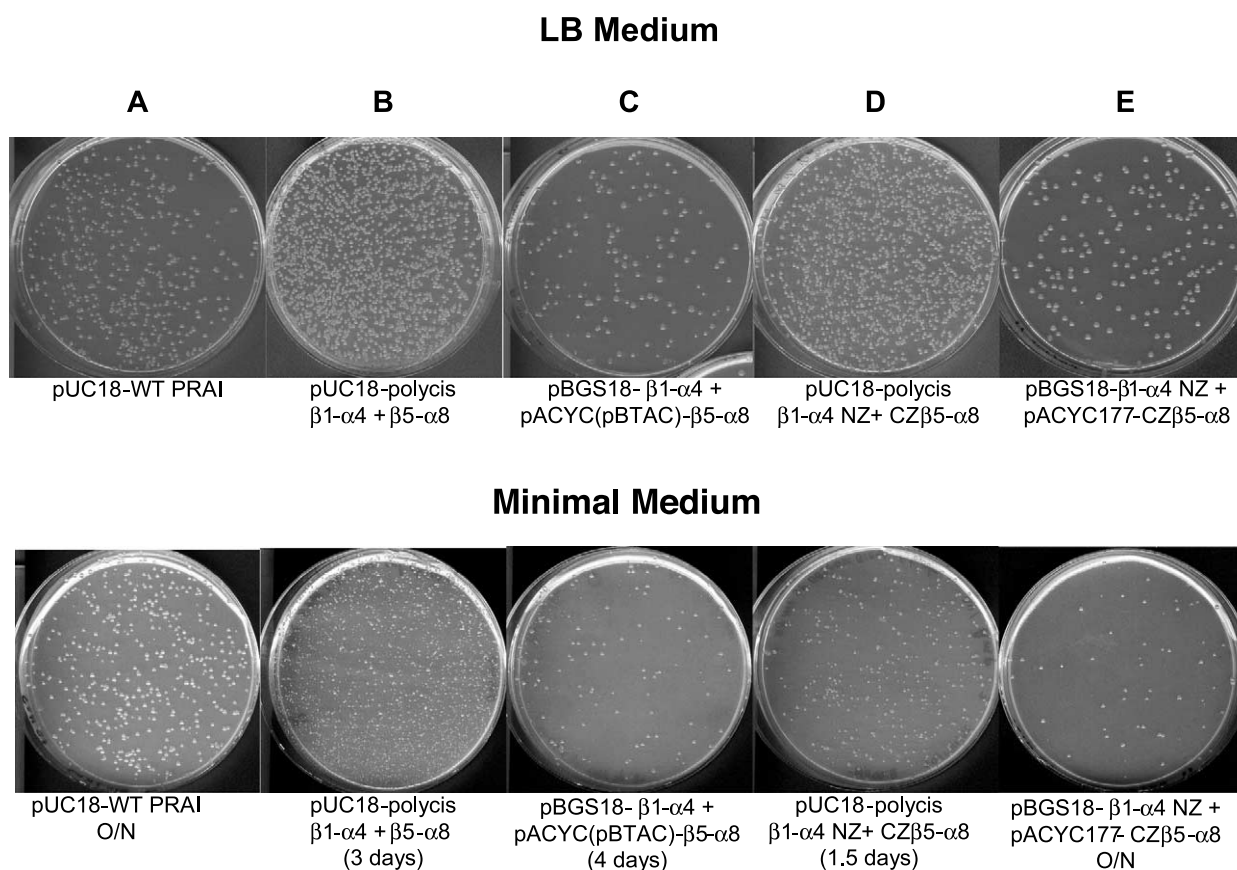 LB Medium
A B C D E
pUC18-WT PRAI pUC18-polycis pBGS18- β1-α4 + pUC18-polycis pBGS18-β1-α4 NZ +
β1-α4 + β5-α8 pACYC(pBTAC)-β5-α8 β1-α4 NZ+ CZβ5-α8 pACYC177-CZβ5-α8
Minimal Medium
pUC18-WT PRAI pUC18-polycis pBGS18- β1-α4 + pUC18-polycis pBGS18- β1-α4 NZ +
O/N β1-α4 + β5-α8 pACYC(pBTAC)-β5-α8 β1-α4 NZ+ CZβ5-α8 pACYC177- CZβ5-α8
(3 days) (4 days) (1.5 days) O/N